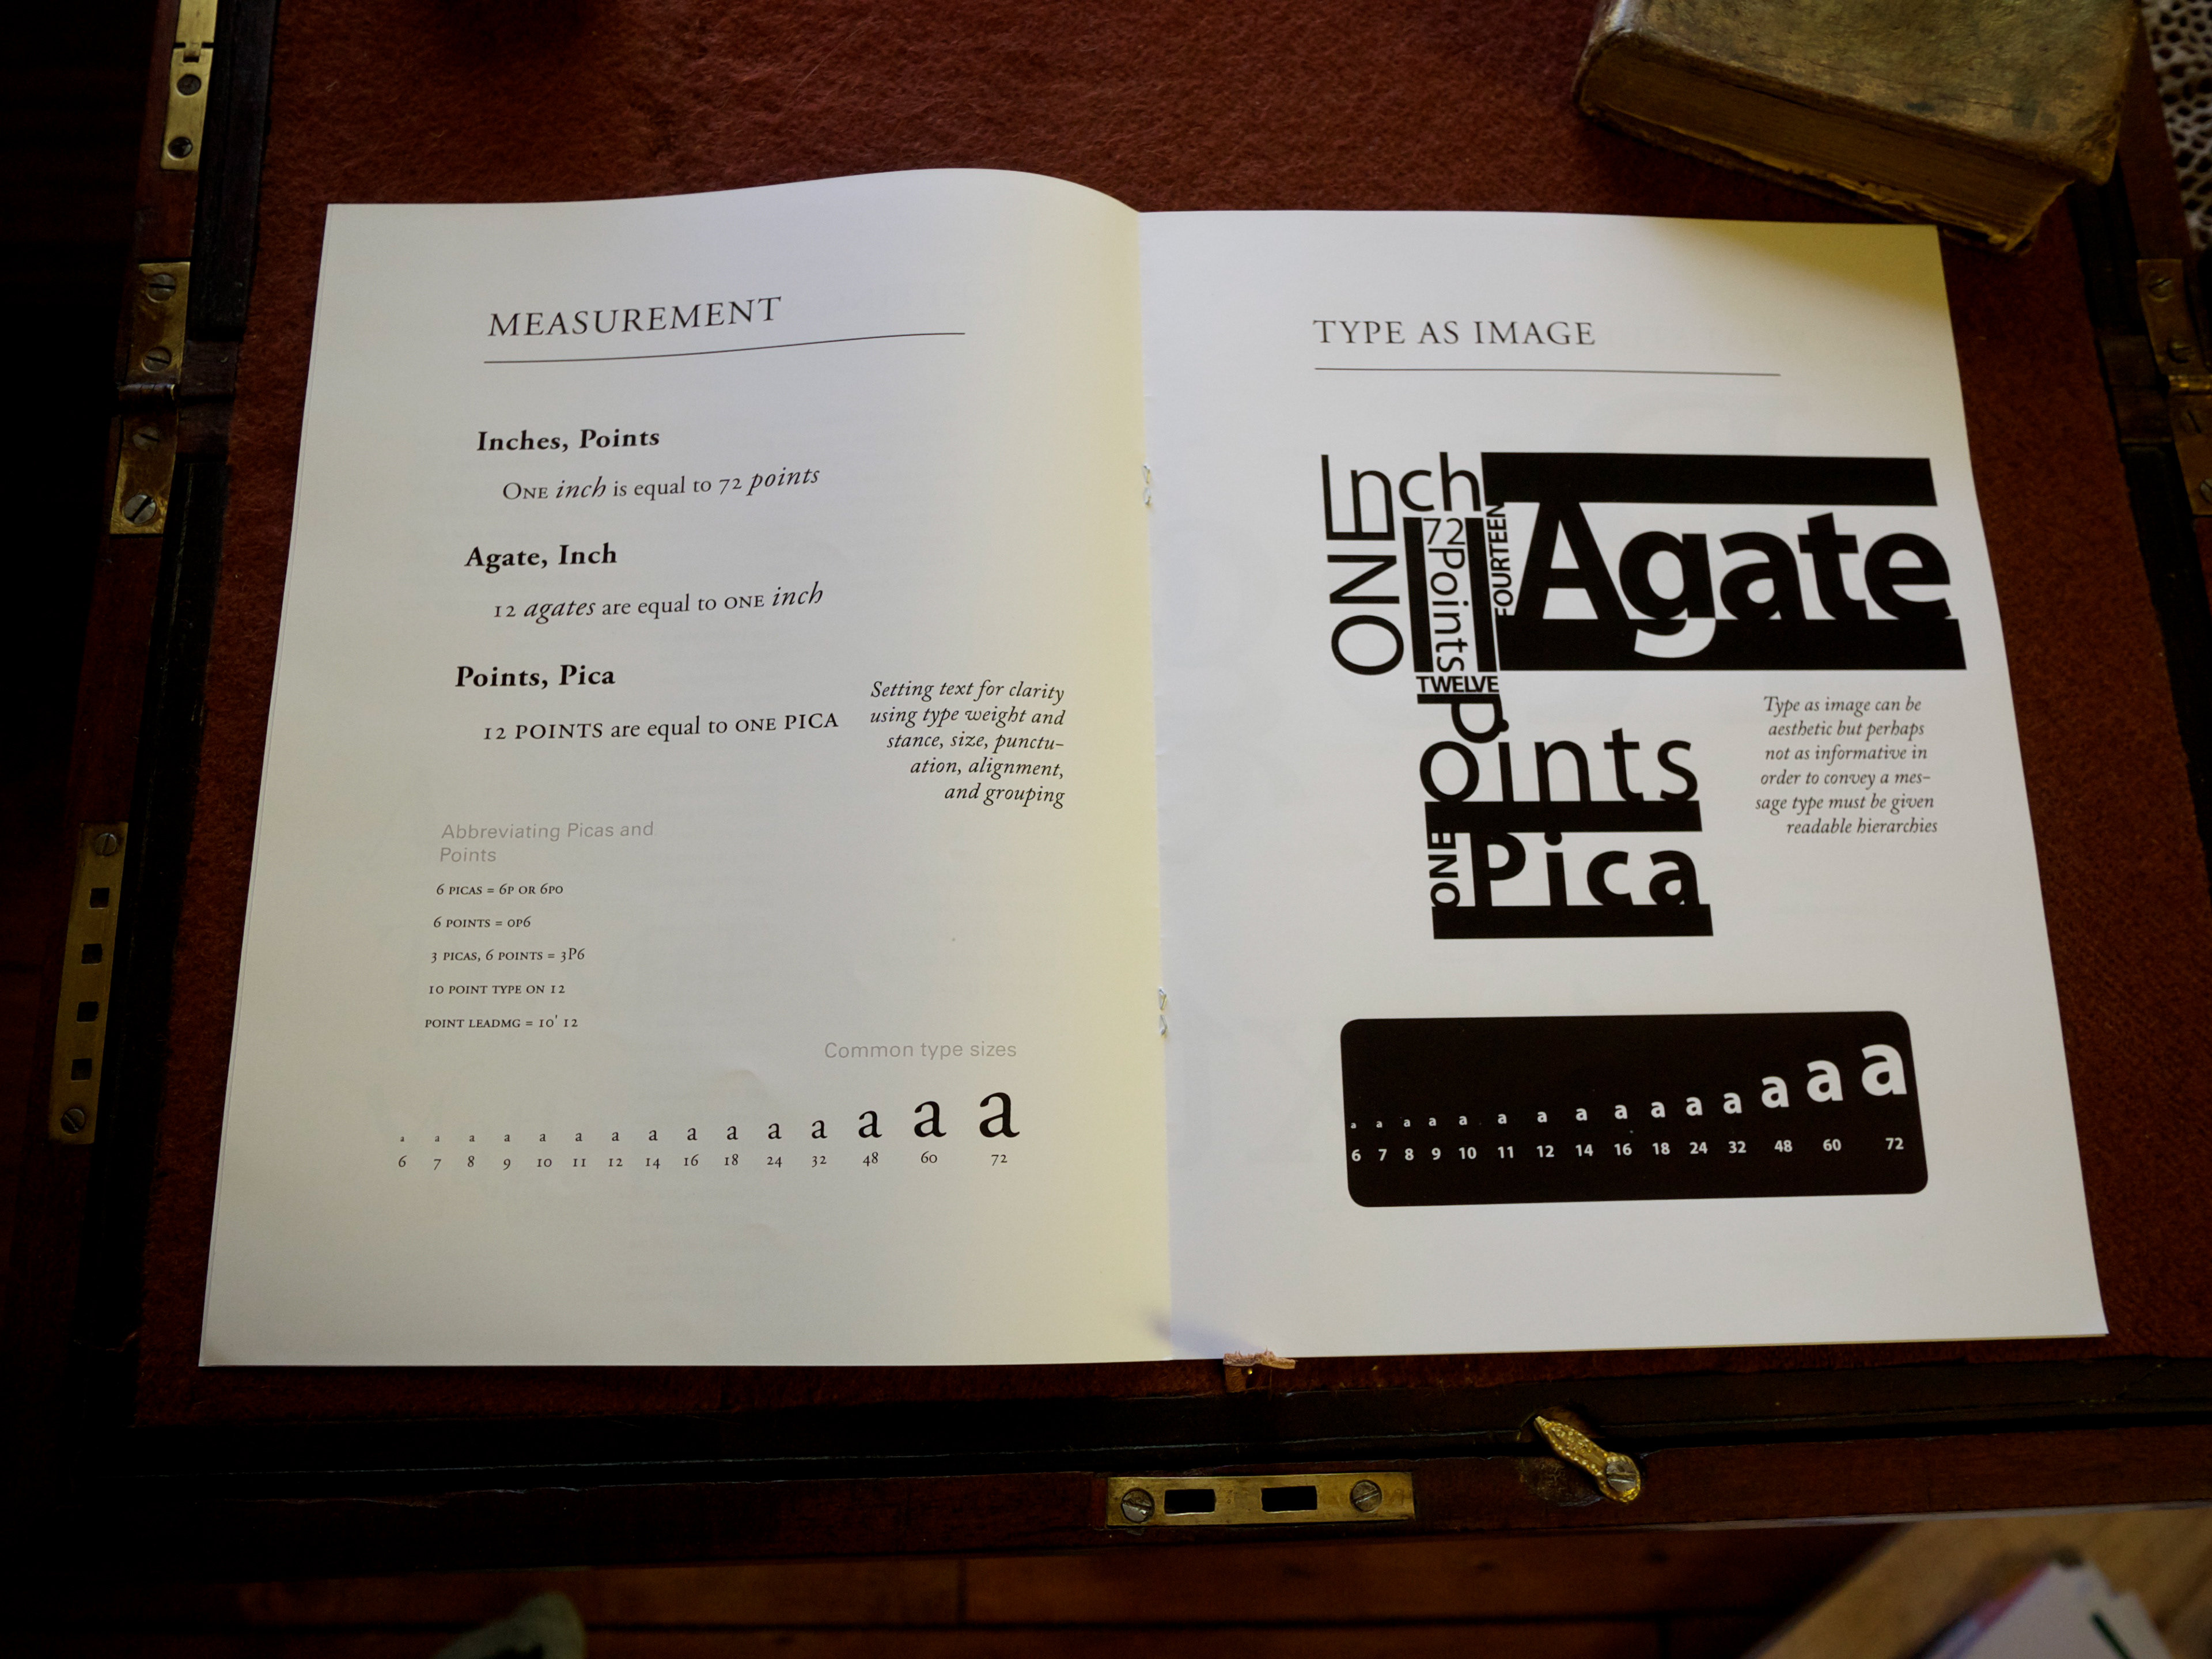 MEASUREMENT
Inches, Points
ONE inch is equal to 72 points
Agate, Inch
12 agates are equal to ONE inch
Points, Pica
12 POINTS are equal to ONE PICA
Setting text for clarity
using type weight and
stance, size, punctu-
ation, alignment,
and grouping
Abbreviating Picas and
Points
6 PICAS = 6P OR 6PO
6 POINTS = OP6
3 PICAS, 6 POINTS = 3P6
10 POINT TYPE ON 12
POINT LEADMG = 10' 12
Common type sizes
a a a a a a a a a a a a a a a
6 7 8 9 10 11 12 14 16 18 24 32 48 60 72
TYPE AS IMAGE
ONE
Inch
72
Points
FOURTEEN
Agate
TWELVE
Points
ONE
Pica
Type as image can be
aesthetic but perhaps
not as informative in
order to convey a mes-
sage type must be given
readable hierarchies
a a a a a a a a a a a a a a a
6 7 8 9 10 11 12 14 16 18 24 32 48 60 72